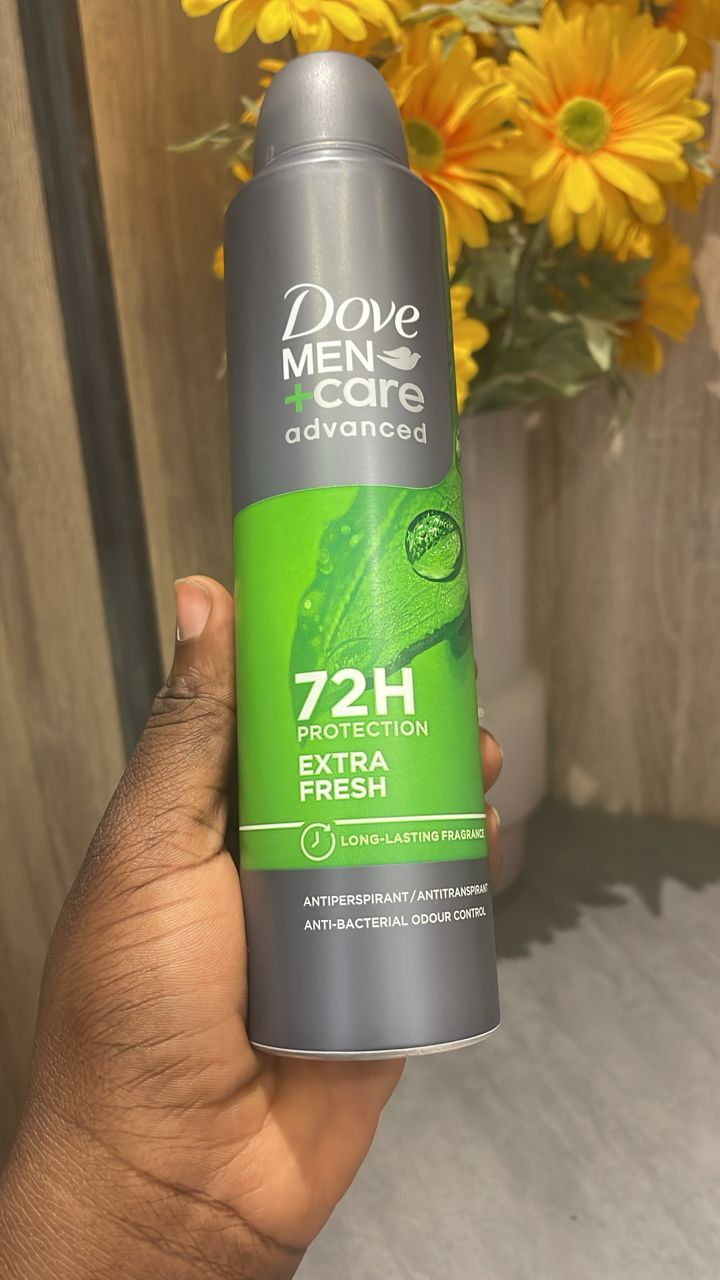 Dove
MEN
+care
advanced
72H
PROTECTION
EXTRA
FRESH
LONG-LASTING FRAGRANCE
ANTIPERSPIRANT/ANTITRANSPIRANT
ANTI-BACTERIAL ODOUR CONTROL